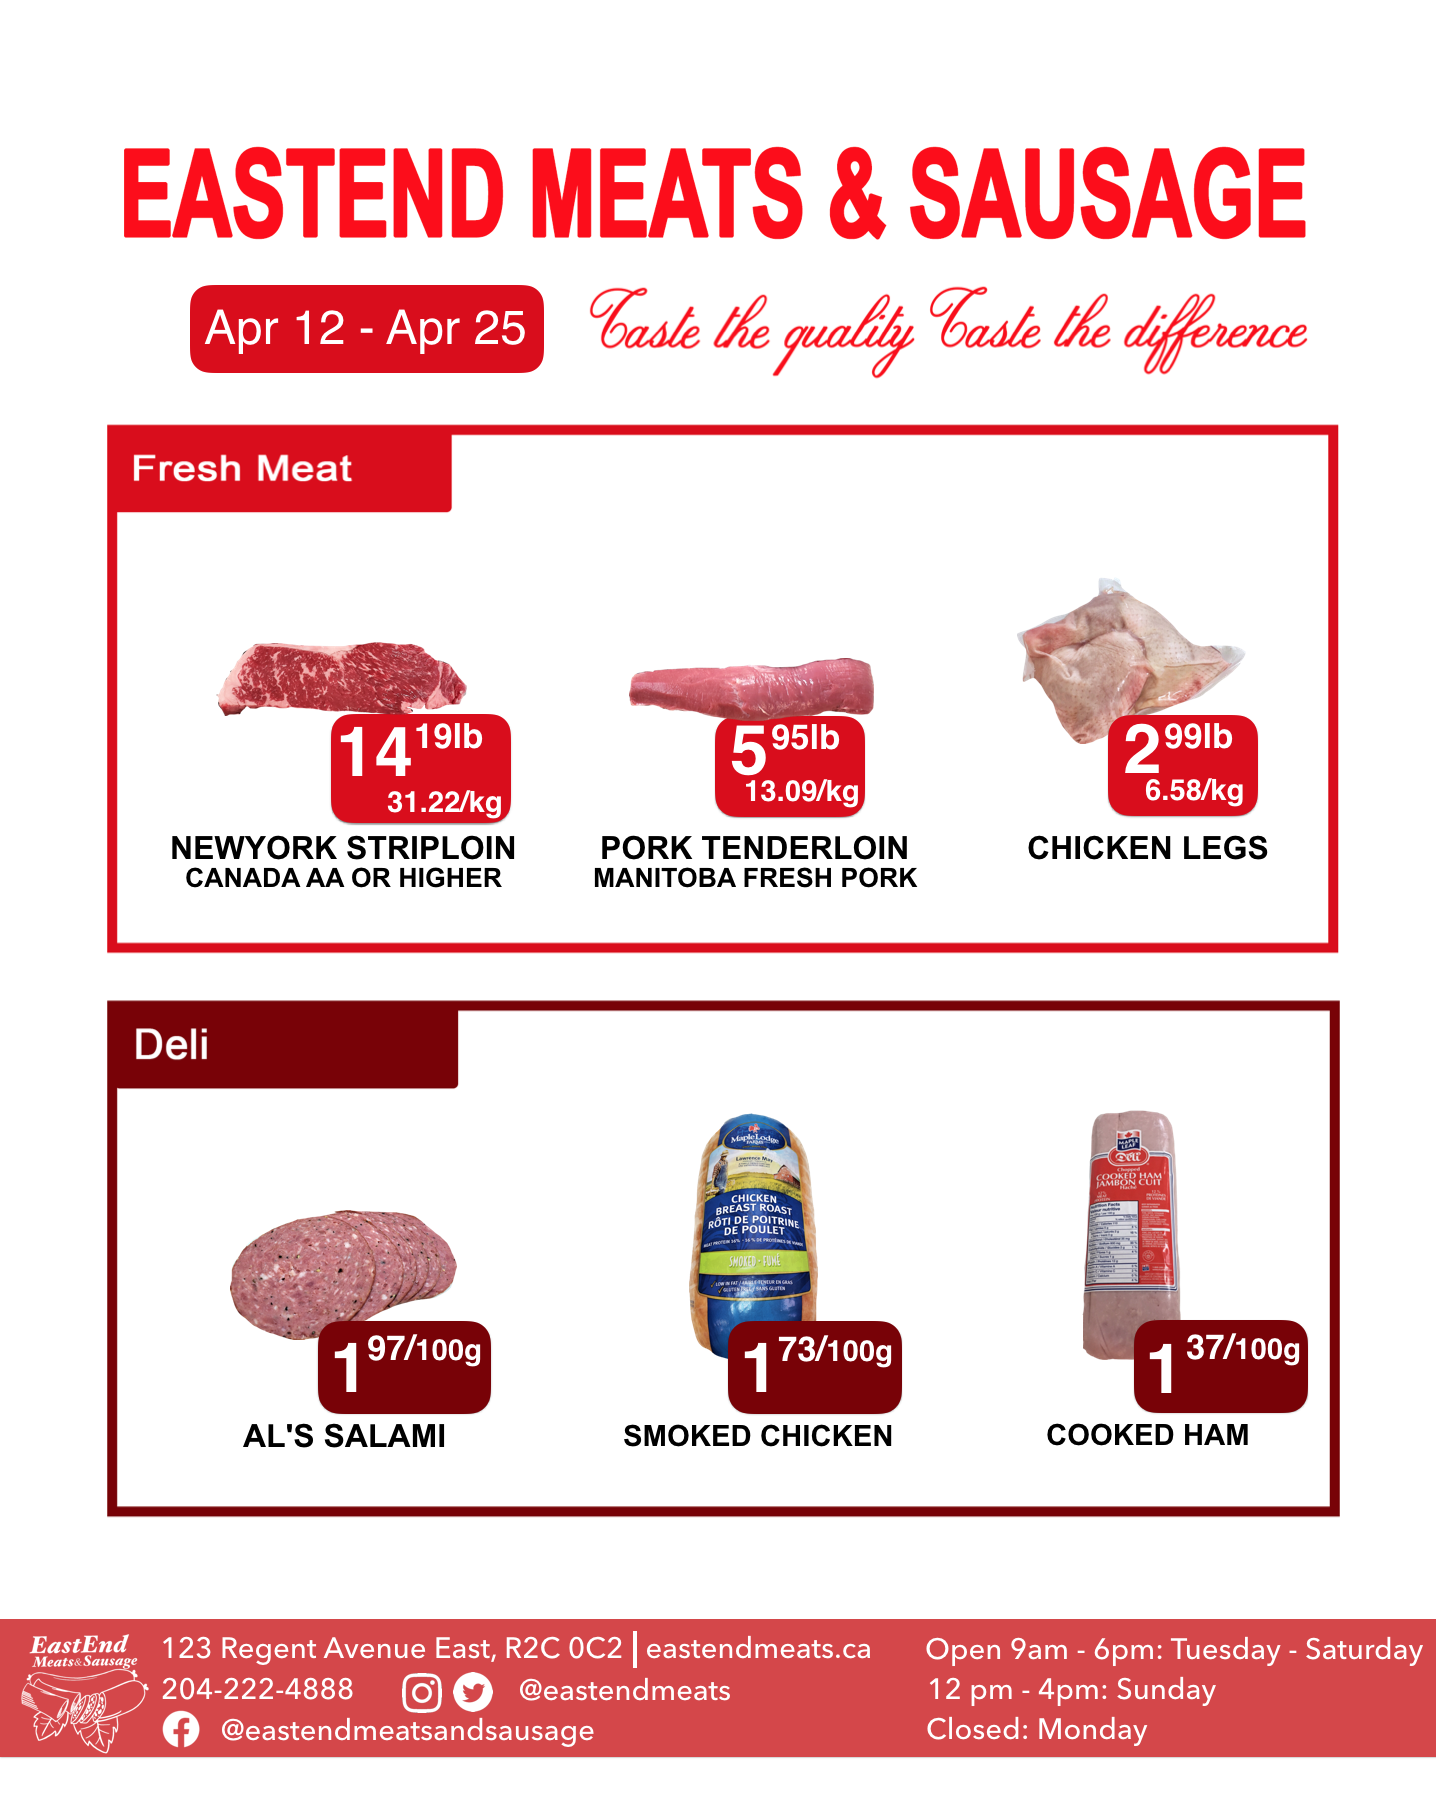 EASTEND MEATS & SAUSAGE
Apr 12 - Apr 25
Taste the quality Taste the difference
Fresh Meat
14 19lb
31.22/kg
NEWYORK STRIPLOIN
CANADA AA OR HIGHER
5 95lb
13.09/kg
PORK TENDERLOIN
MANITOBA FRESH PORK
2 99lb
6.58/kg
CHICKEN LEGS
Deli
1 97/100g
AL'S SALAMI
Maple Lodge
FARMS
Lawrence May
CHICKEN
BREAST ROAST
RÔTI DE POITRINE
DE POULET
SMOKED - FUMÉ
1 73/100g
SMOKED CHICKEN
MAPLE
LEAF
Deli
Chopped
COOKED HAM
JAMBON CUIT
Haché
1 37/100g
COOKED HAM
EastEnd
Meats&Sausage
123 Regent Avenue East, R2C 0C2 | eastendmeats.ca
204-222-4888
@eastendmeats
@eastendmeatsandsausage
Open 9am - 6pm: Tuesday - Saturday
12 pm - 4pm: Sunday
Closed: Monday